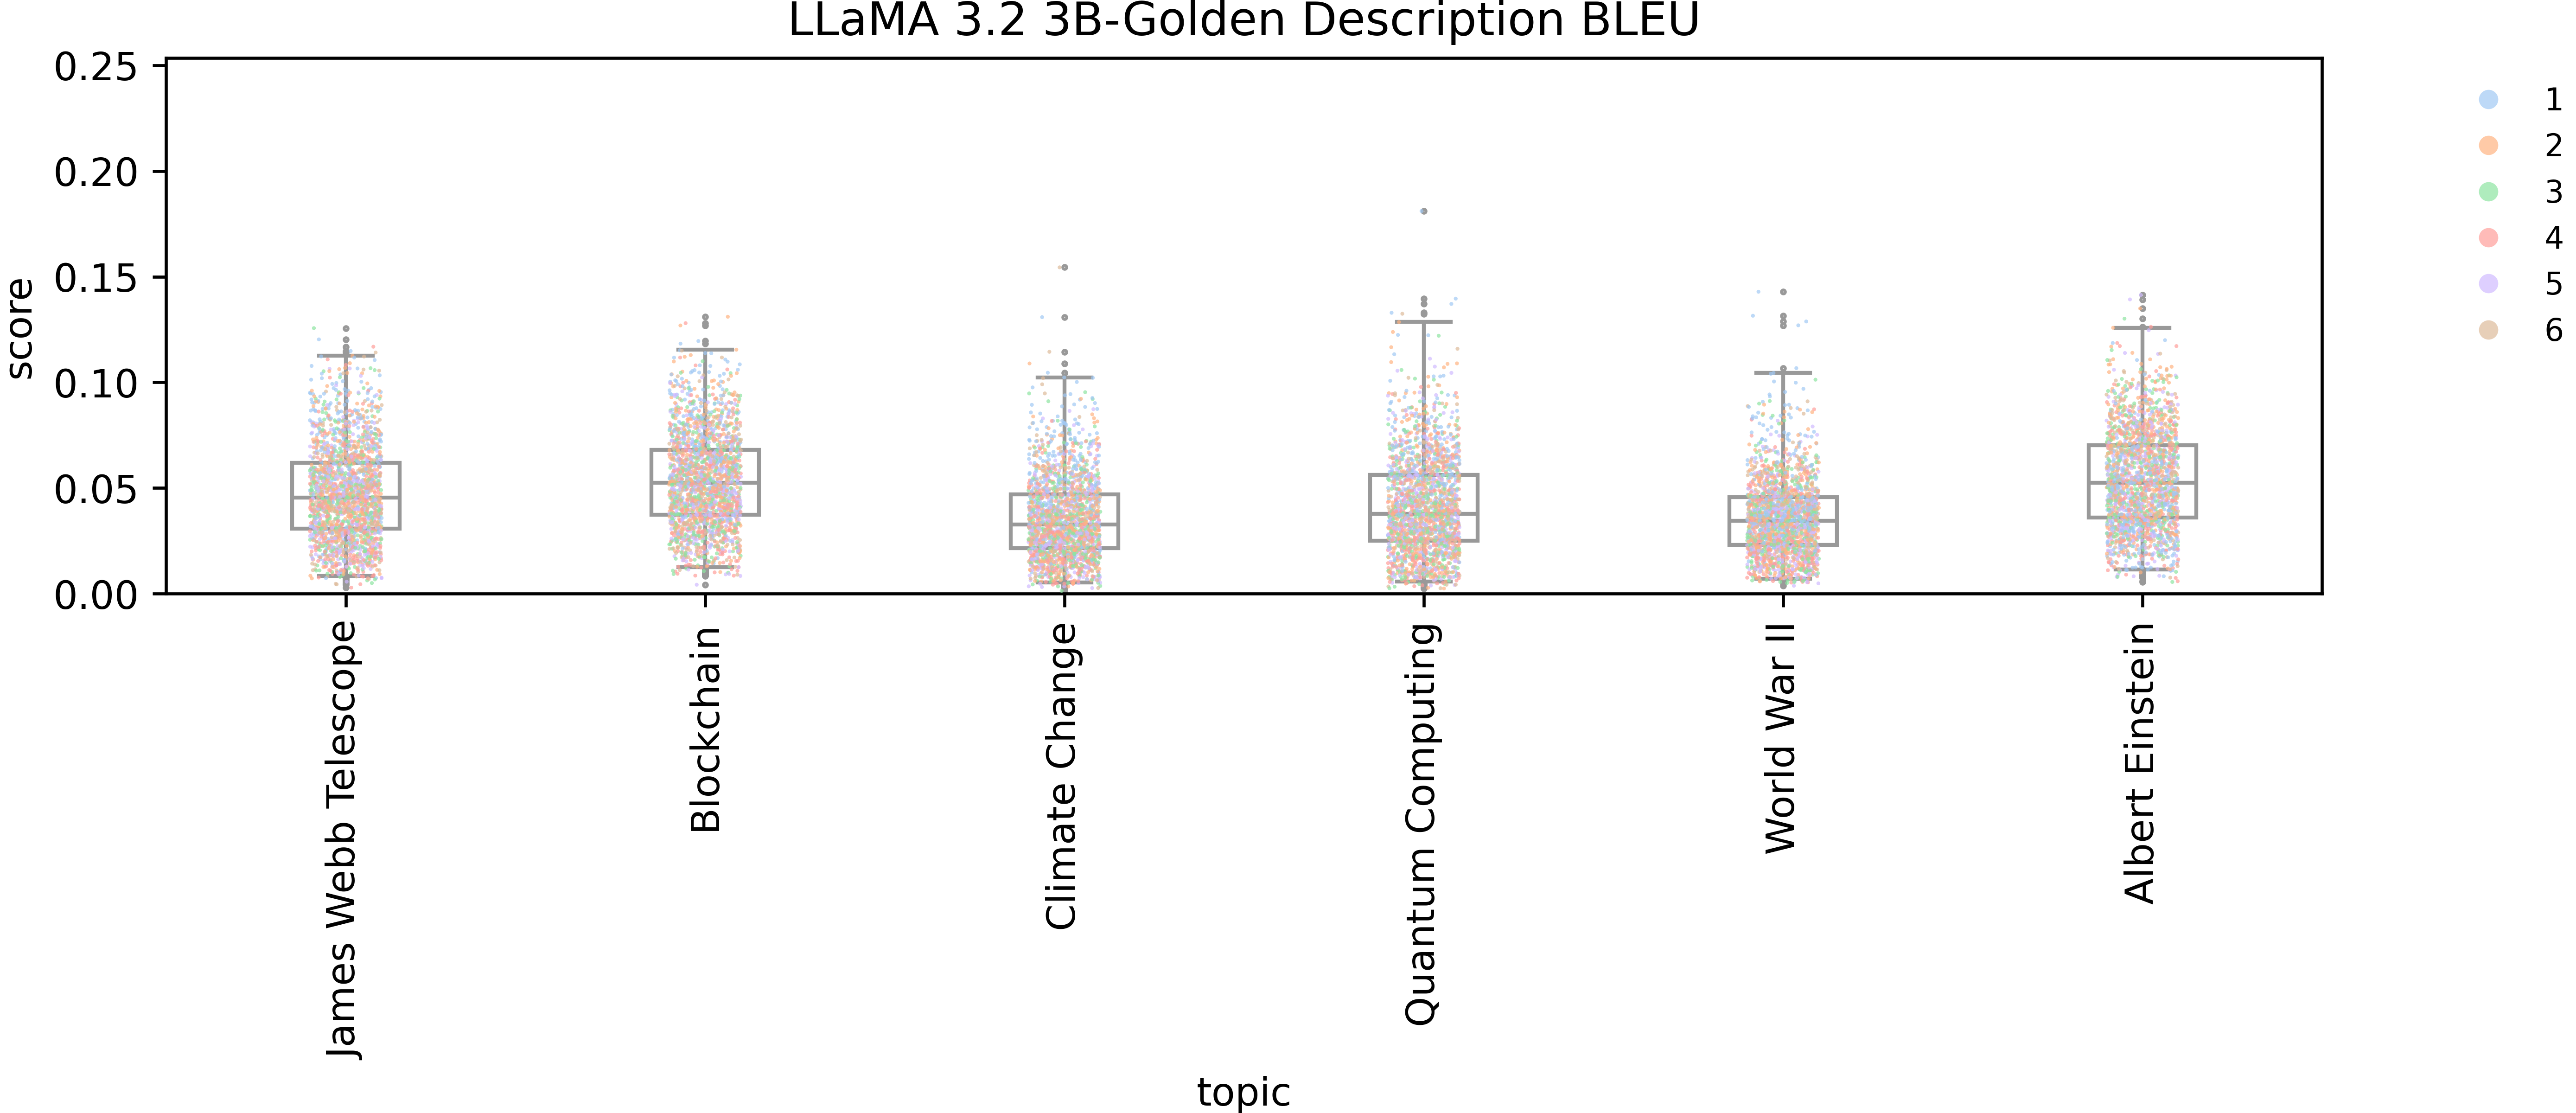 LLaMA 3.2 3B-Golden Description BLEU
score
0.25
0.20
0.15
0.10
0.05
0.00
1
2
3
4
5
6
James Webb Telescope
Blockchain
Climate Change
Quantum Computing
World War II
Albert Einstein
topic